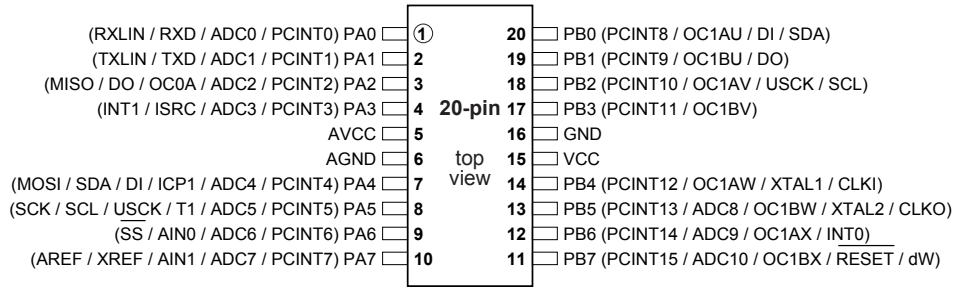 (RXLIN / RXD / ADC0 / PCINT0) PA0 1 20 PB0 (PCINT8 / OC1AU / DI / SDA)
(TXLIN / TXD / ADC1 / PCINT1) PA1 2 19 PB1 (PCINT9 / OC1BU / DO)
(MISO / DO / OC0A / ADC2 / PCINT2) PA2 3 18 PB2 (PCINT10 / OC1AV / USCK / SCL)
(INT1 / ISRC / ADC3 / PCINT3) PA3 4 20-pin 17 PB3 (PCINT11 / OC1BV)
AVCC 5 16 GND
AGND 6 top 15 VCC
(MOSI / SDA / DI / ICP1 / ADC4 / PCINT4) PA4 7 view 14 PB4 (PCINT12 / OC1AW / XTAL1 / CLKI)
(SCK / SCL / USCK / T1 / ADC5 / PCINT5) PA5 8 13 PB5 (PCINT13 / ADC8 / OC1BW / XTAL2 / CLKO)
(SS / AIN0 / ADC6 / PCINT6) PA6 9 12 PB6 (PCINT14 / ADC9 / OC1AX / INT0)
(AREF / XREF / AIN1 / ADC7 / PCINT7) PA7 10 11 PB7 (PCINT15 / ADC10 / OC1BX / RESET / dW)